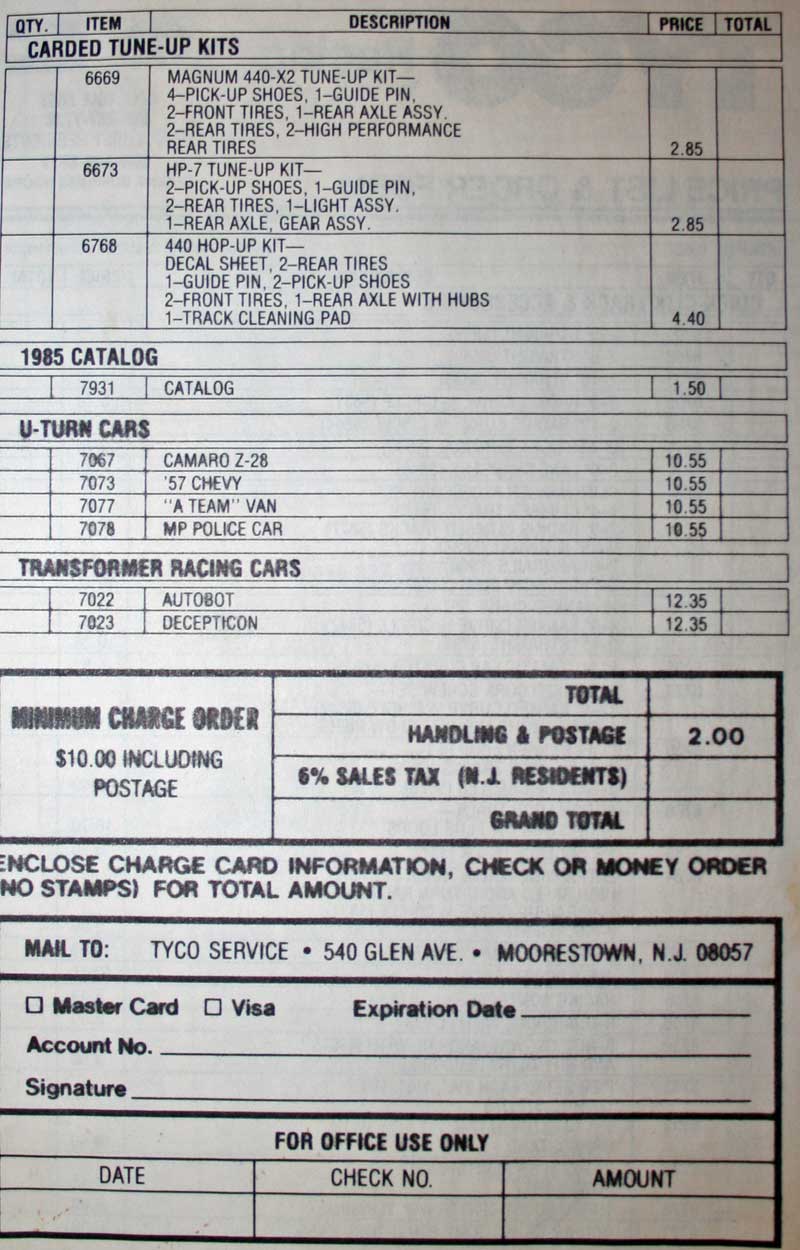 QTY. ITEM DESCRIPTION PRICE TOTAL
CARDED TUNE-UP KITS
6669 MAGNUM 440-X2 TUNE-UP KIT—
4–PICK-UP SHOES, 1–GUIDE PIN,
2–FRONT TIRES, 1–REAR AXLE ASSY.
2–REAR TIRES, 2–HIGH PERFORMANCE
REAR TIRES 2.85
6673 HP-7 TUNE-UP KIT—
2–PICK-UP SHOES, 1–GUIDE PIN,
2–REAR TIRES, 1–LIGHT ASSY.
1–REAR AXLE, GEAR ASSY. 2.85
6768 440 HOP-UP KIT—
DECAL SHEET, 2–REAR TIRES
1–GUIDE PIN, 2–PICK-UP SHOES
2–FRONT TIRES, 1–REAR AXLE WITH HUBS
1–TRACK CLEANING PAD 4.40
1985 CATALOG
7931 CATALOG 1.50
U-TURN CARS
7067 CAMARO Z-28 10.55
7073 '57 CHEVY 10.55
7077 "A TEAM" VAN 10.55
7078 MP POLICE CAR 10.55
TRANSFORMER RACING CARS
7022 AUTOBOT 12.35
7023 DECEPTICON 12.35
MINIMUM CHARGE ORDER
$10.00 INCLUDING
POSTAGE
TOTAL
HANDLING & POSTAGE 2.00
6% SALES TAX (N.J. RESIDENTS)
GRAND TOTAL
ENCLOSE CHARGE CARD INFORMATION, CHECK OR MONEY ORDER
(NO STAMPS) FOR TOTAL AMOUNT.
MAIL TO: TYCO SERVICE • 540 GLEN AVE. • MOORESTOWN, N.J. 08057
☐ Master Card ☐ Visa Expiration Date
Account No.
Signature
FOR OFFICE USE ONLY
DATE CHECK NO. AMOUNT